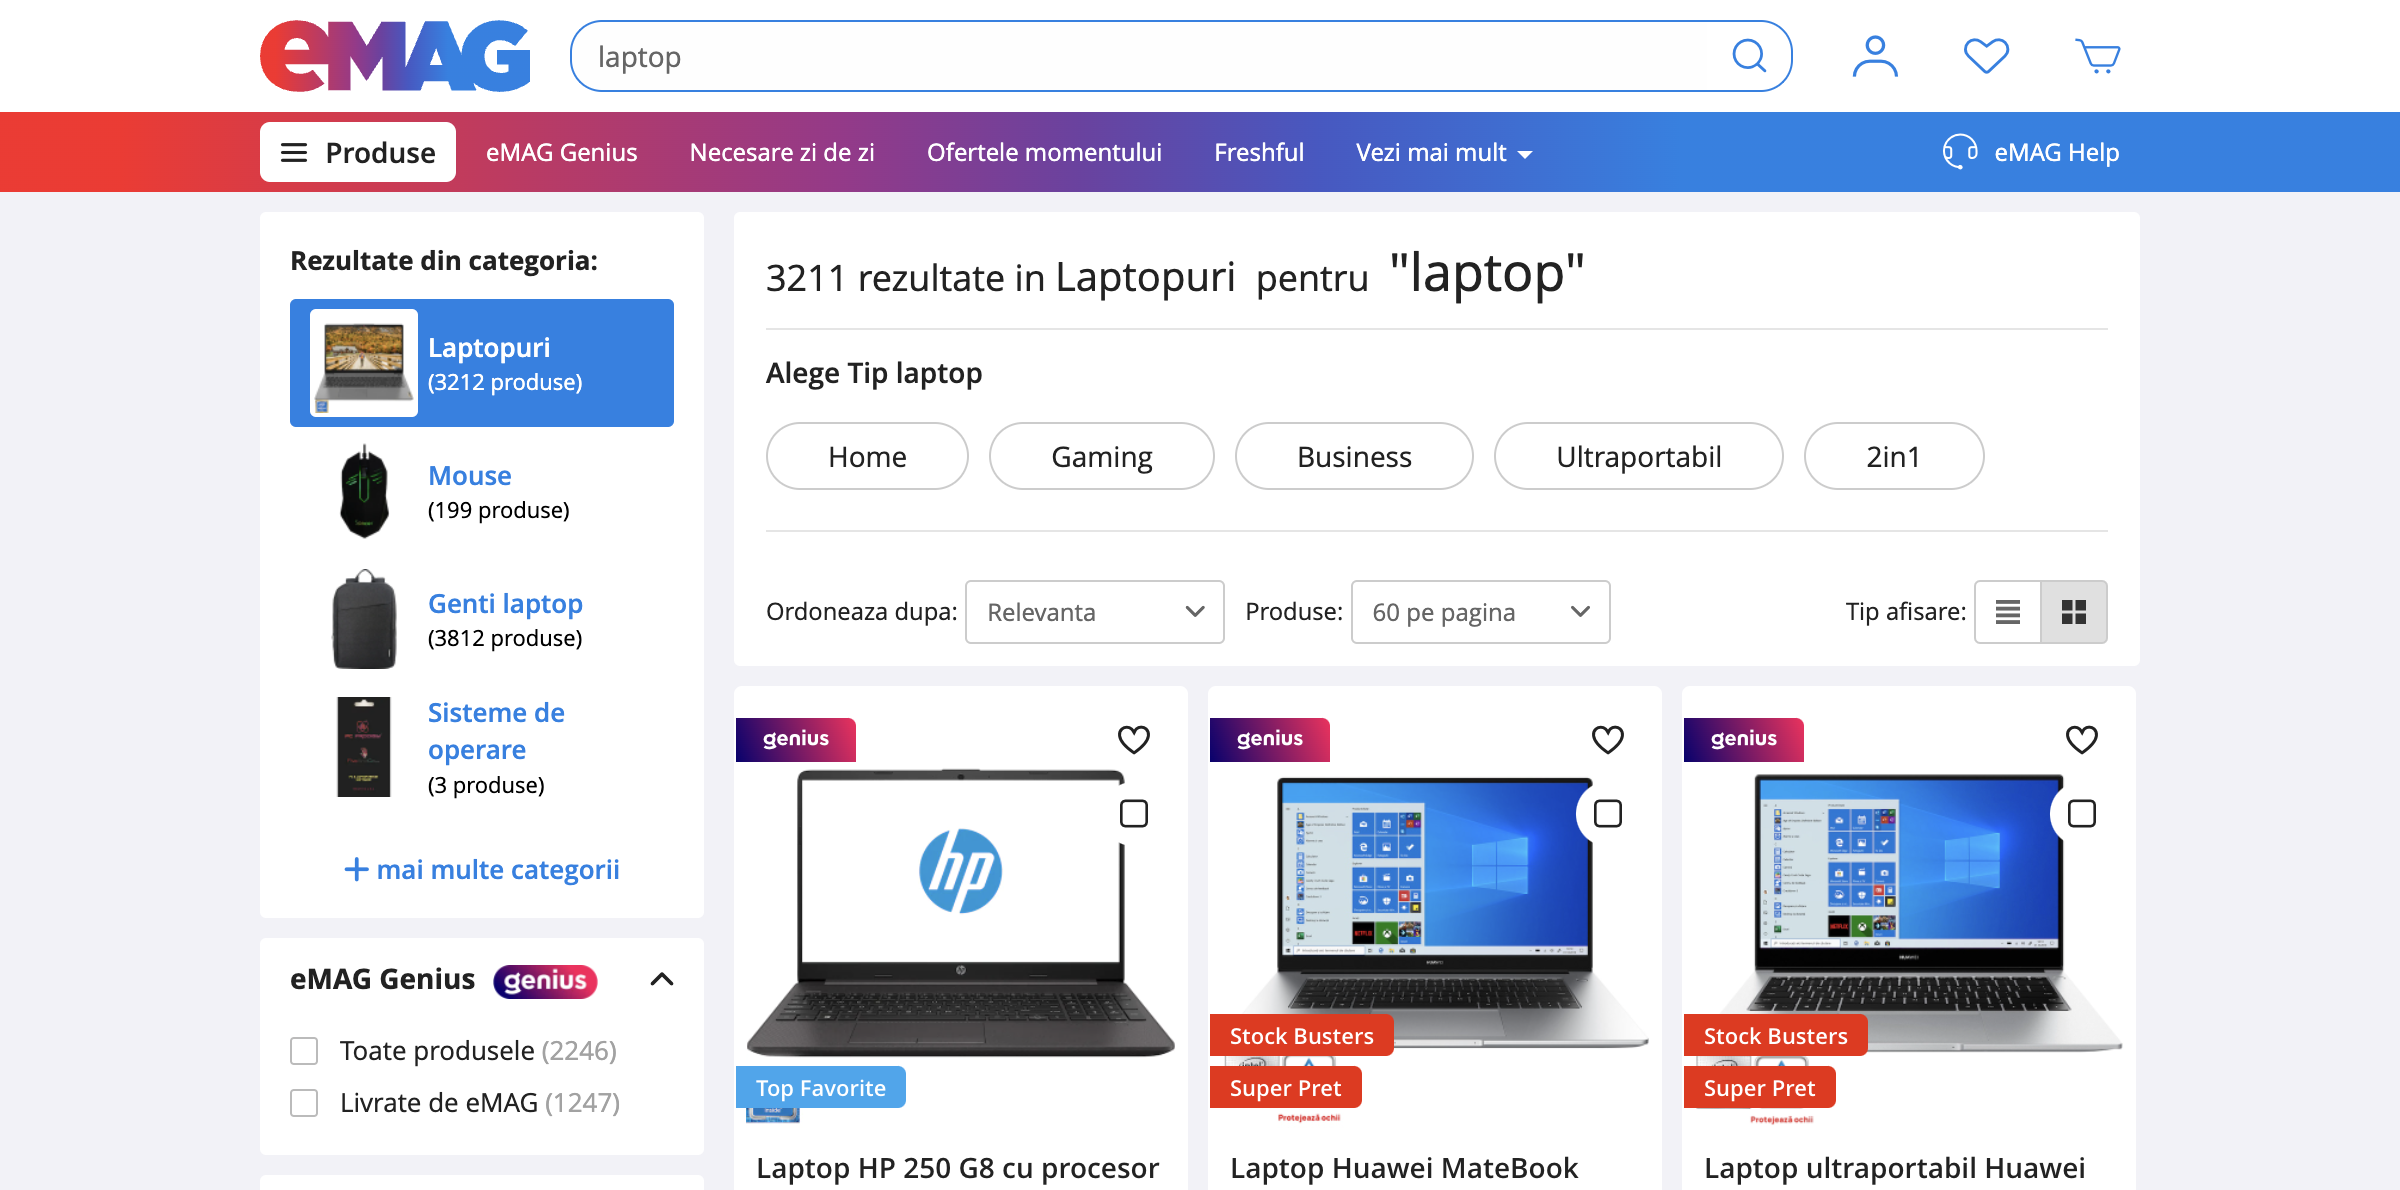 eMAG
laptop
Produse
eMAG Genius
Necesare zi de zi
Ofertele momentului
Freshful
Vezi mai mult
eMAG Help
Rezultate din categoria:
Laptopuri
(3212 produse)
Mouse
(199 produse)
Genti laptop
(3812 produse)
Sisteme de
operare
(3 produse)
+ mai multe categorii
eMAG Genius genius
Toate produsele (2246)
Livrate de eMAG (1247)
3211 rezultate in Laptopuri pentru "laptop"
Alege Tip laptop
Home
Gaming
Business
Ultraportabil
2in1
Ordoneaza dupa: Relevanta
Produse: 60 pe pagina
Tip afisare:
genius
hp
Top Favorite
Laptop HP 250 G8 cu procesor
genius
Stock Busters
Super Pret
Protejează ochii
Laptop Huawei MateBook
genius
Stock Busters
Super Pret
Protejează ochii
Laptop ultraportabil Huawei